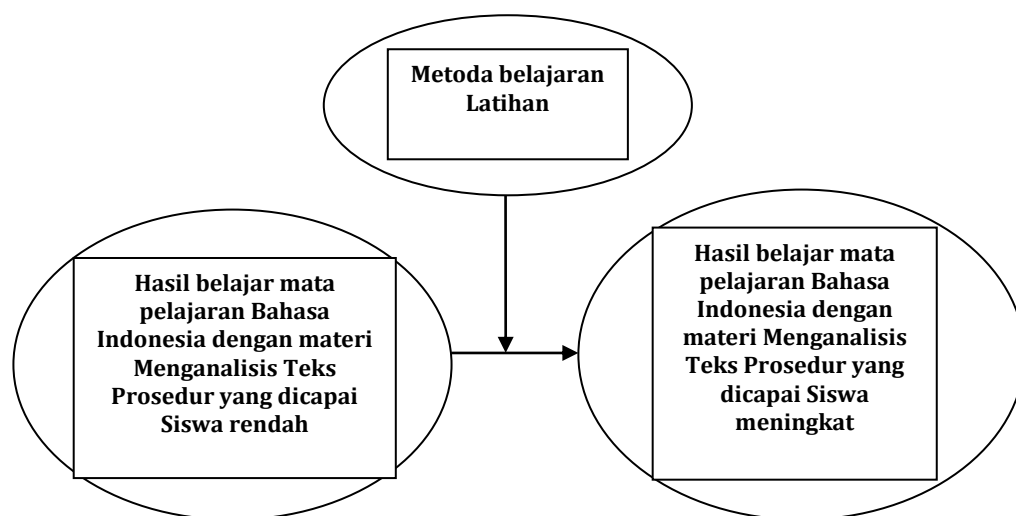 Metoda belajaran
Latihan
Hasil belajar mata
pelajaran Bahasa
Indonesia dengan materi
Menganalisis Teks
Prosedur yang dicapai
Siswa rendah
Hasil belajar mata
pelajaran Bahasa
Indonesia dengan
materi Menganalisis
Teks Prosedur yang
dicapai Siswa
meningkat